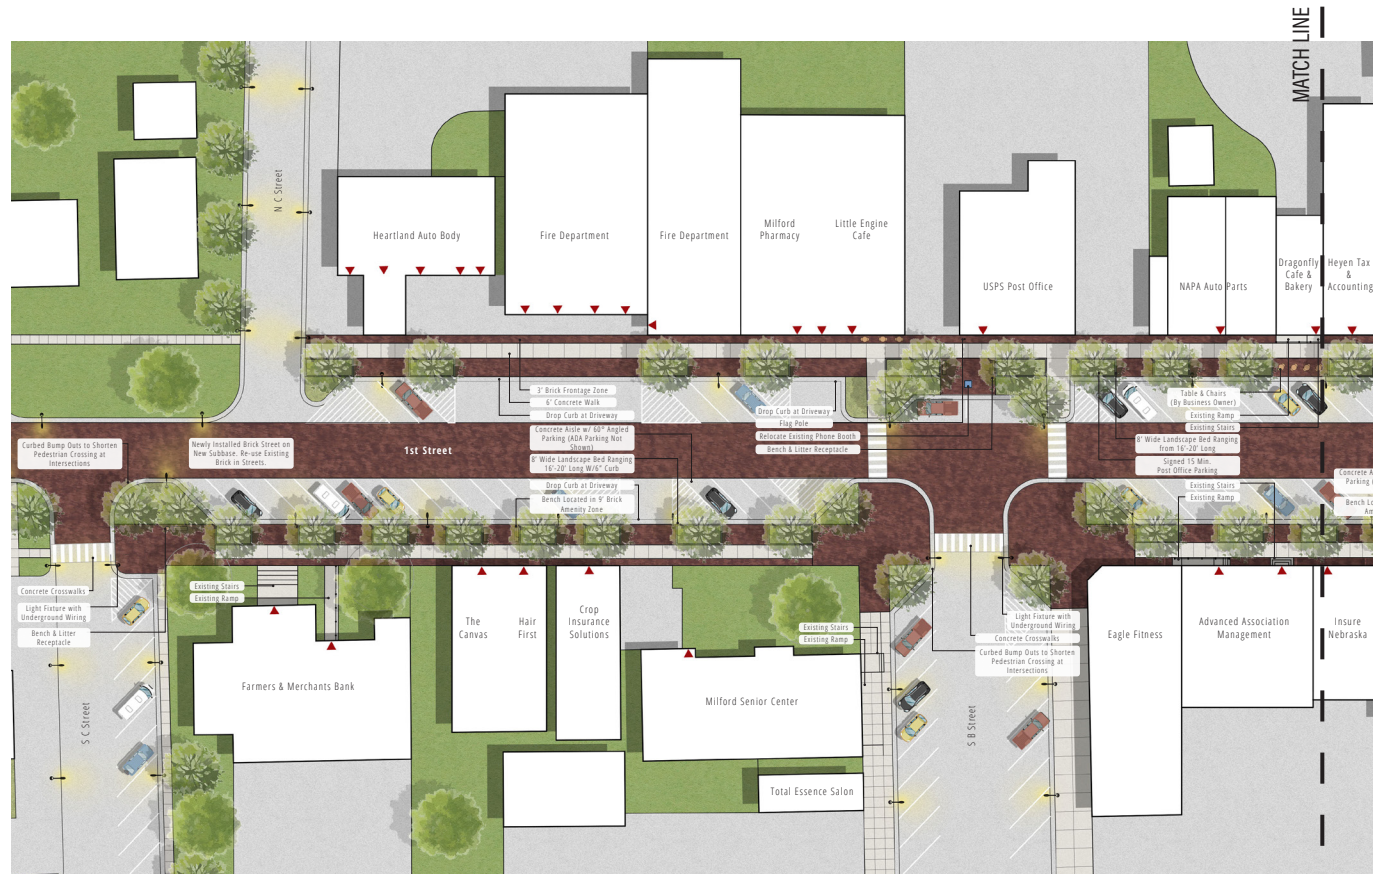 MATCH LINE
N C Street
Heartland Auto Body
Fire Department
Fire Department
Milford
Pharmacy
Little Engine
Cafe
USPS Post Office
NAPA Auto Parts
Dragonfly
Cafe &
Bakery
Heyen Tax
&
Accounting
3' Brick Frontage Zone
6' Concrete Walk
Drop Curb at Driveway
Concrete Aisle w/ 60° Angled
Parking (ADA Parking Not
Shown)
8' Wide Landscape Bed Ranging
16'-20' Long W/6" Curb
Drop Curb at Driveway
Bench Located in 9' Brick
Amenity Zone
Drop Curb at Driveway
Flag Pole
Relocate Existing Phone Booth
Bench & Litter Receptacle
Table & Chairs
(By Business Owner)
Existing Ramp
Existing Stairs
8' Wide Landscape Bed Ranging
from 16'-20' Long
Signed 15 Min.
Post Office Parking
Existing Stairs
Existing Ramp
Concrete A
Parking (
Bench Lo
Am
Curbed Bump Outs to Shorten
Pedestrian Crossing at
Intersections
Newly Installed Brick Street on
New Subbase. Re-use Existing
Brick in Streets.
1st Street
Concrete Crosswalks
Light Fixture with
Underground Wiring
Bench & Litter
Receptacle
Existing Stairs
Existing Ramp
Farmers & Merchants Bank
The
Canvas
Hair
First
Crop
Insurance
Solutions
Milford Senior Center
Existing Stairs
Existing Ramp
Total Essence Salon
Light Fixture with
Underground Wiring
Concrete Crosswalks
Curbed Bump Outs to Shorten
Pedestrian Crossing at
Intersections
Eagle Fitness
Advanced Association
Management
Insure
Nebraska
S C Street
S B Street